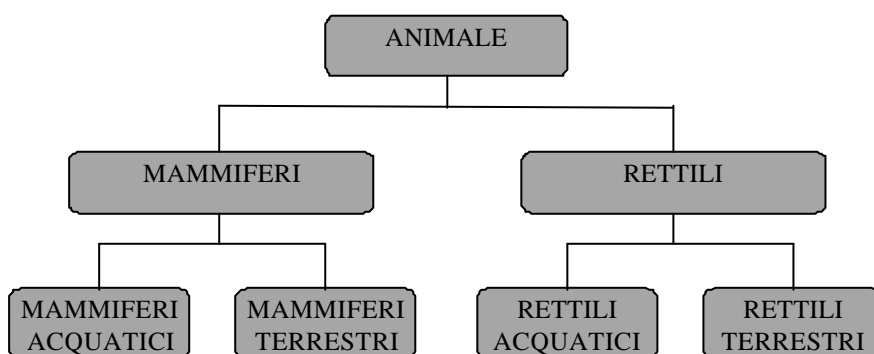 ANIMALE
MAMMIFERI
RETTILI
MAMMIFERI
ACQUATICI
MAMMIFERI
TERRESTRI
RETTILI
ACQUATICI
RETTILI
TERRESTRI